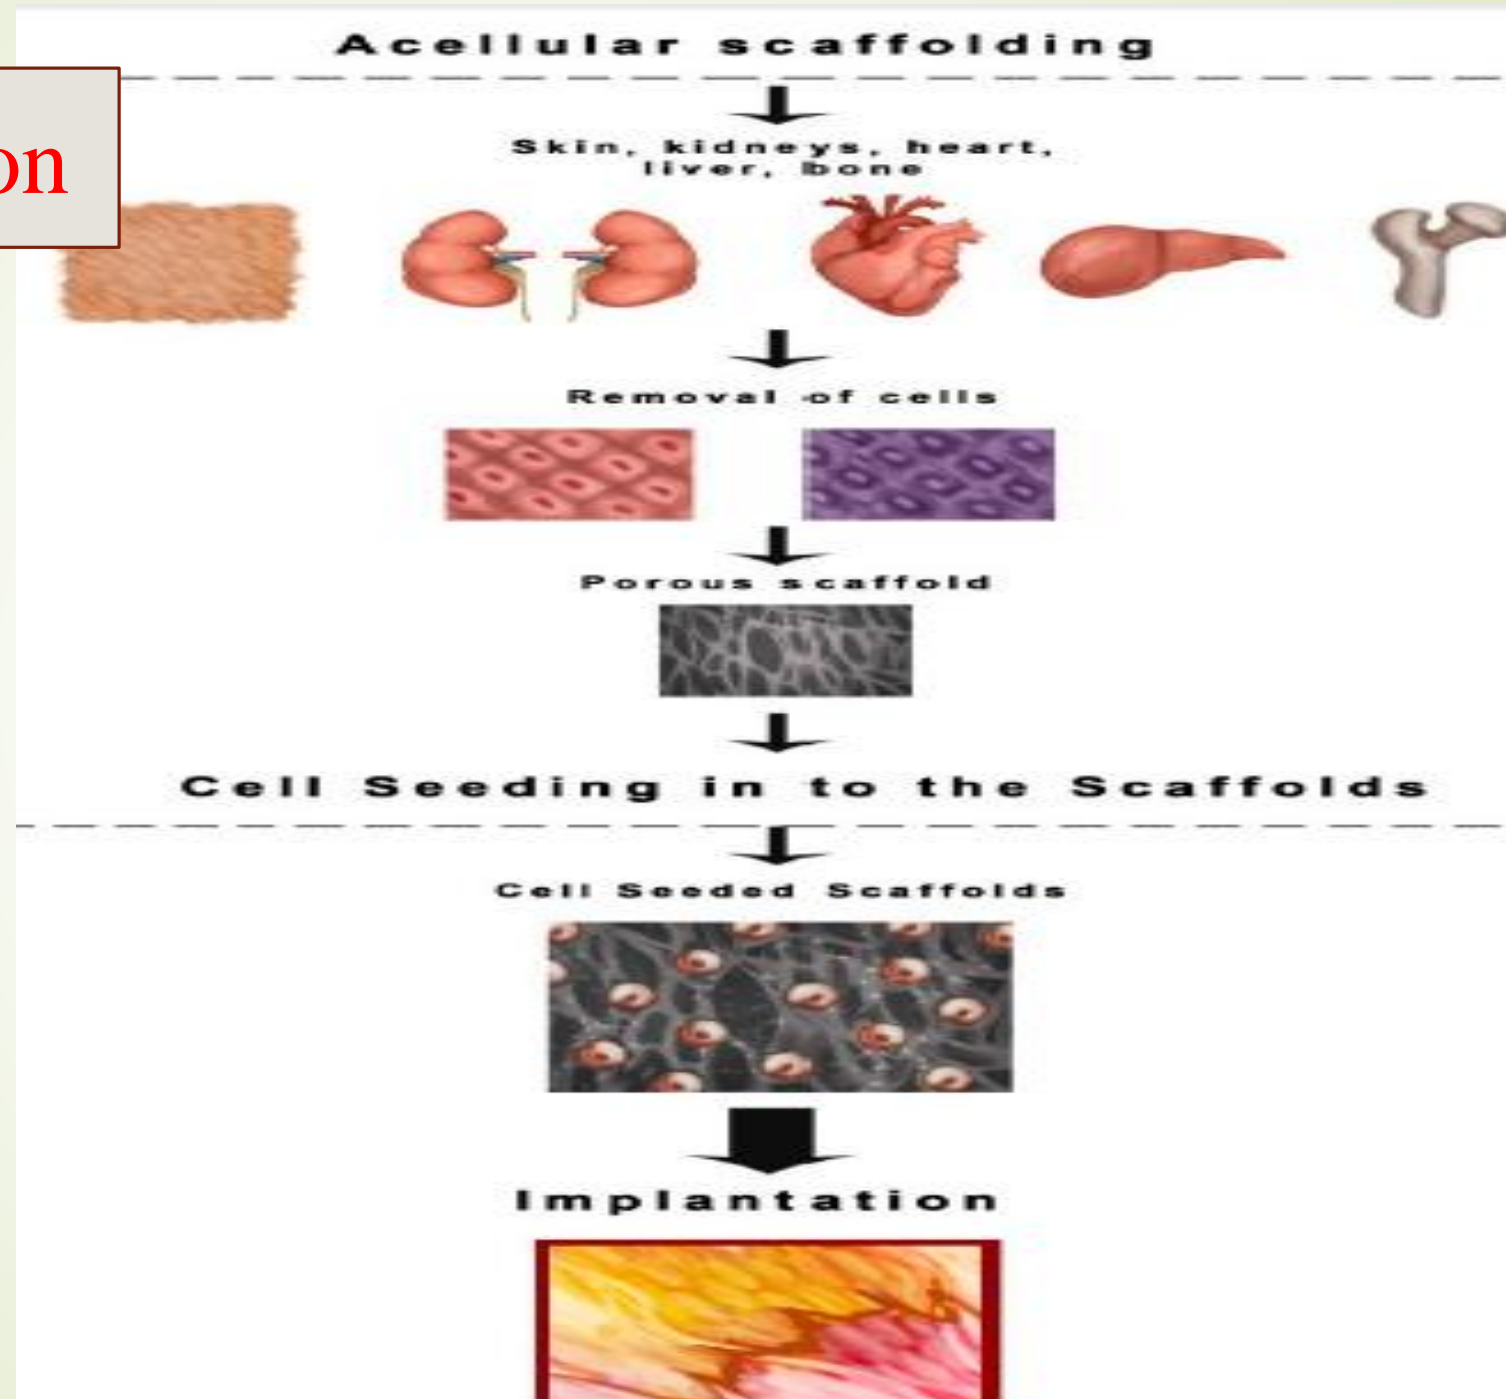 Acellular scaffolding
on
Skin, kidneys, heart,
liver, bone
Removal of cells
Porous scaffold
Cell Seeding in to the Scaffolds
Cell Seeded Scaffolds
Implantation